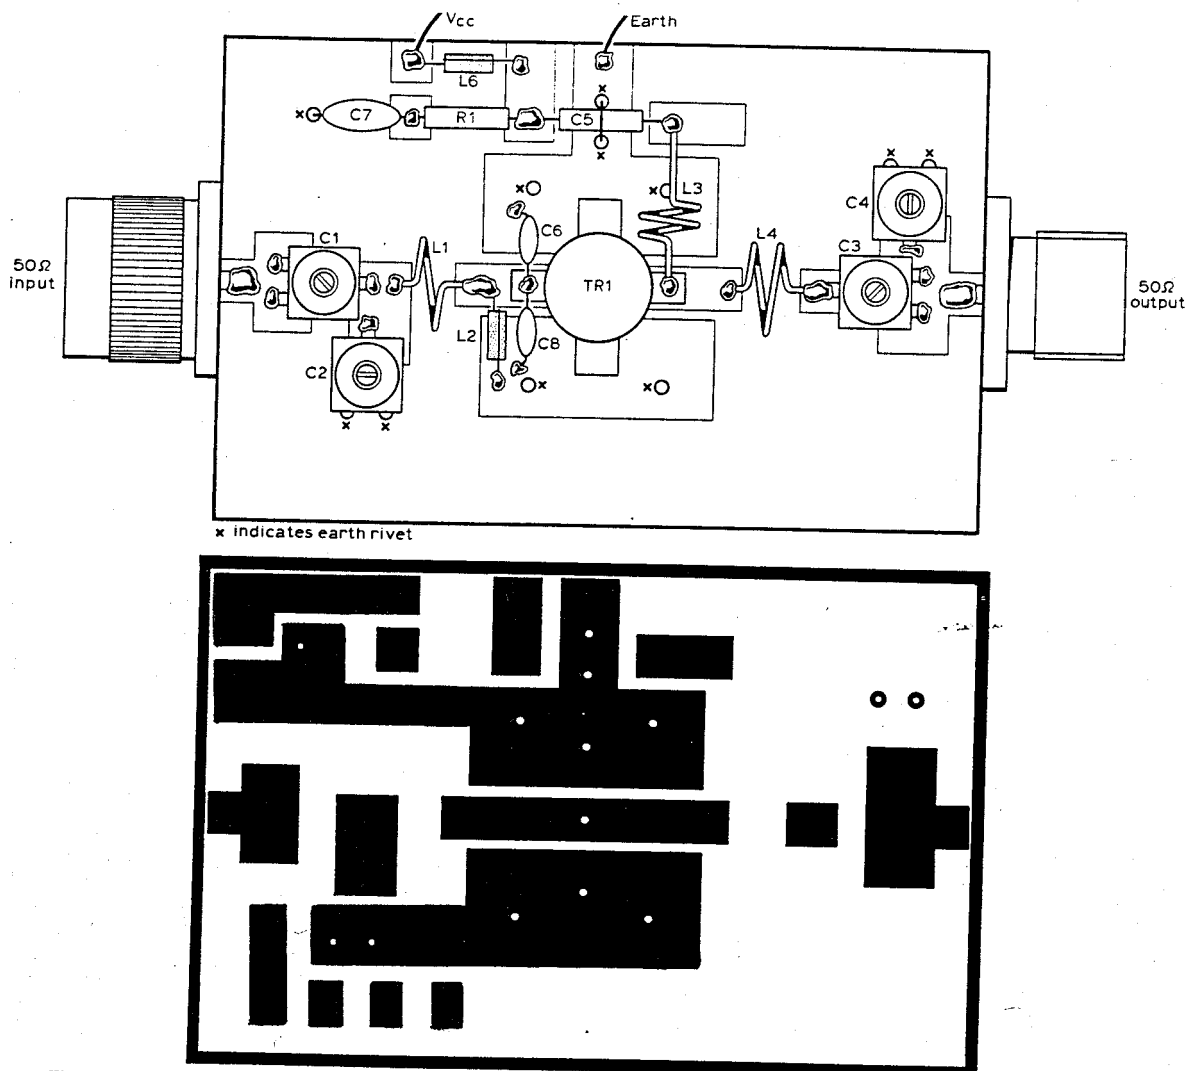 Vcc
Earth
L6
x
C7
R1
C5
x
x
x
x
L3
x
x
C4
C6
C1
L1
L4
C3
50Ω
input
TR1
50Ω
output
L2
C8
C2
x
x
x
x
x indicates earth rivet